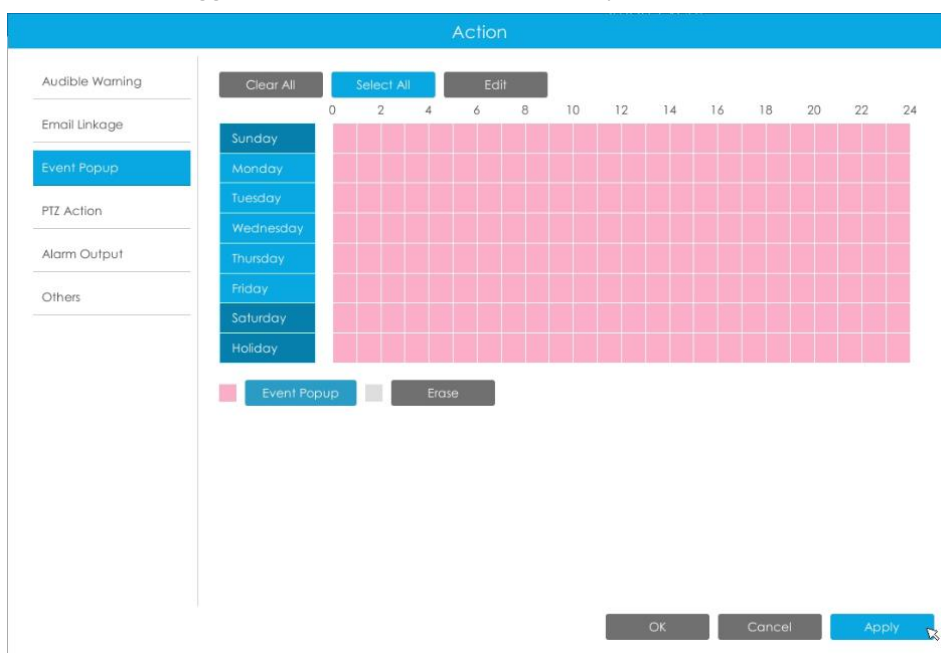 Action
Audible Warning
Email Linkage
Event Popup
PTZ Action
Alarm Output
Others
Clear All Select All Edit
0 2 4 6 8 10 12 14 16 18 20 22 24
Sunday
Monday
Tuesday
Wednesday
Thursday
Friday
Saturday
Holiday
Event Popup Erase
OK Cancel Apply